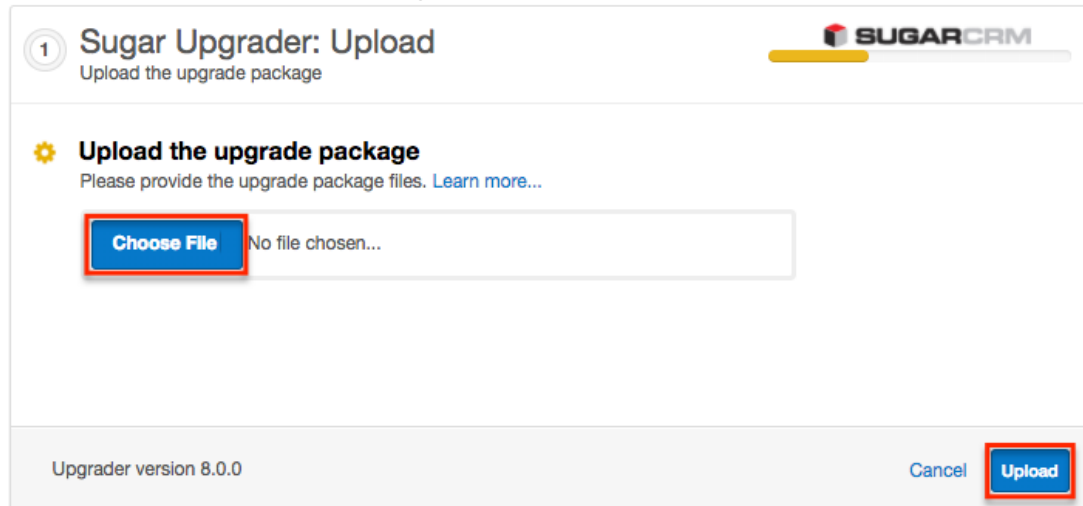 1
Sugar Upgrader: Upload
SUGARCRM
Upload the upgrade package
Upload the upgrade package
Please provide the upgrade package files. Learn more...
Choose File No file chosen...
Upgrader version 8.0.0
Cancel Upload